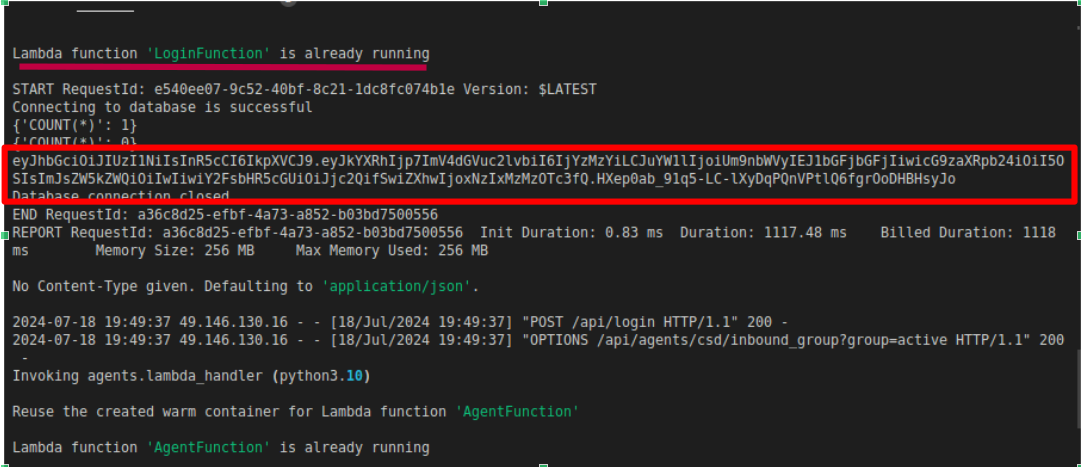 Lambda function 'LoginFunction' is already running
START RequestId: e540ee07-9c52-40bf-8c21-1dc8fc074b1e Version: $LATEST
Connecting to database is successful
{'COUNT(*)': 1}
{'COUNT(*)': 0}
eyJhbGciOiJIUzI1NiIsInR5cCI6IkpXVCJ9.eyJkYXRhIjp7ImV4dGVuc2lvbiI6IjYzMzYiLCJuYW1lIjoiUm9nbWVyIEJ1bGFjbGFjIiwicG9zaXRpb24iOiI5O
SIsImJsZW5kZWQiOiIwIiwiY2FsbHR5cGUiOiJjc2QifSwiZXhwIjoxNzIxMzMzOTc3fQ.HXep0ab_91q5-LC-lXyDqPQnVPtlQ6fgrOoDHBHsyJo
Database connection closed
END RequestId: a36c8d25-efbf-4a73-a852-b03bd7500556
REPORT RequestId: a36c8d25-efbf-4a73-a852-b03bd7500556  Init Duration: 0.83 ms  Duration: 1117.48 ms    Billed Duration: 1118
ms        Memory Size: 256 MB     Max Memory Used: 256 MB
No Content-Type given. Defaulting to 'application/json'.
2024-07-18 19:49:37 49.146.130.16 - - [18/Jul/2024 19:49:37] "POST /api/login HTTP/1.1" 200 -
2024-07-18 19:49:37 49.146.130.16 - - [18/Jul/2024 19:49:37] "OPTIONS /api/agents/csd/inbound_group?group=active HTTP/1.1" 200
-
Invoking agents.lambda_handler (python3.10)
Reuse the created warm container for Lambda function 'AgentFunction'
Lambda function 'AgentFunction' is already running